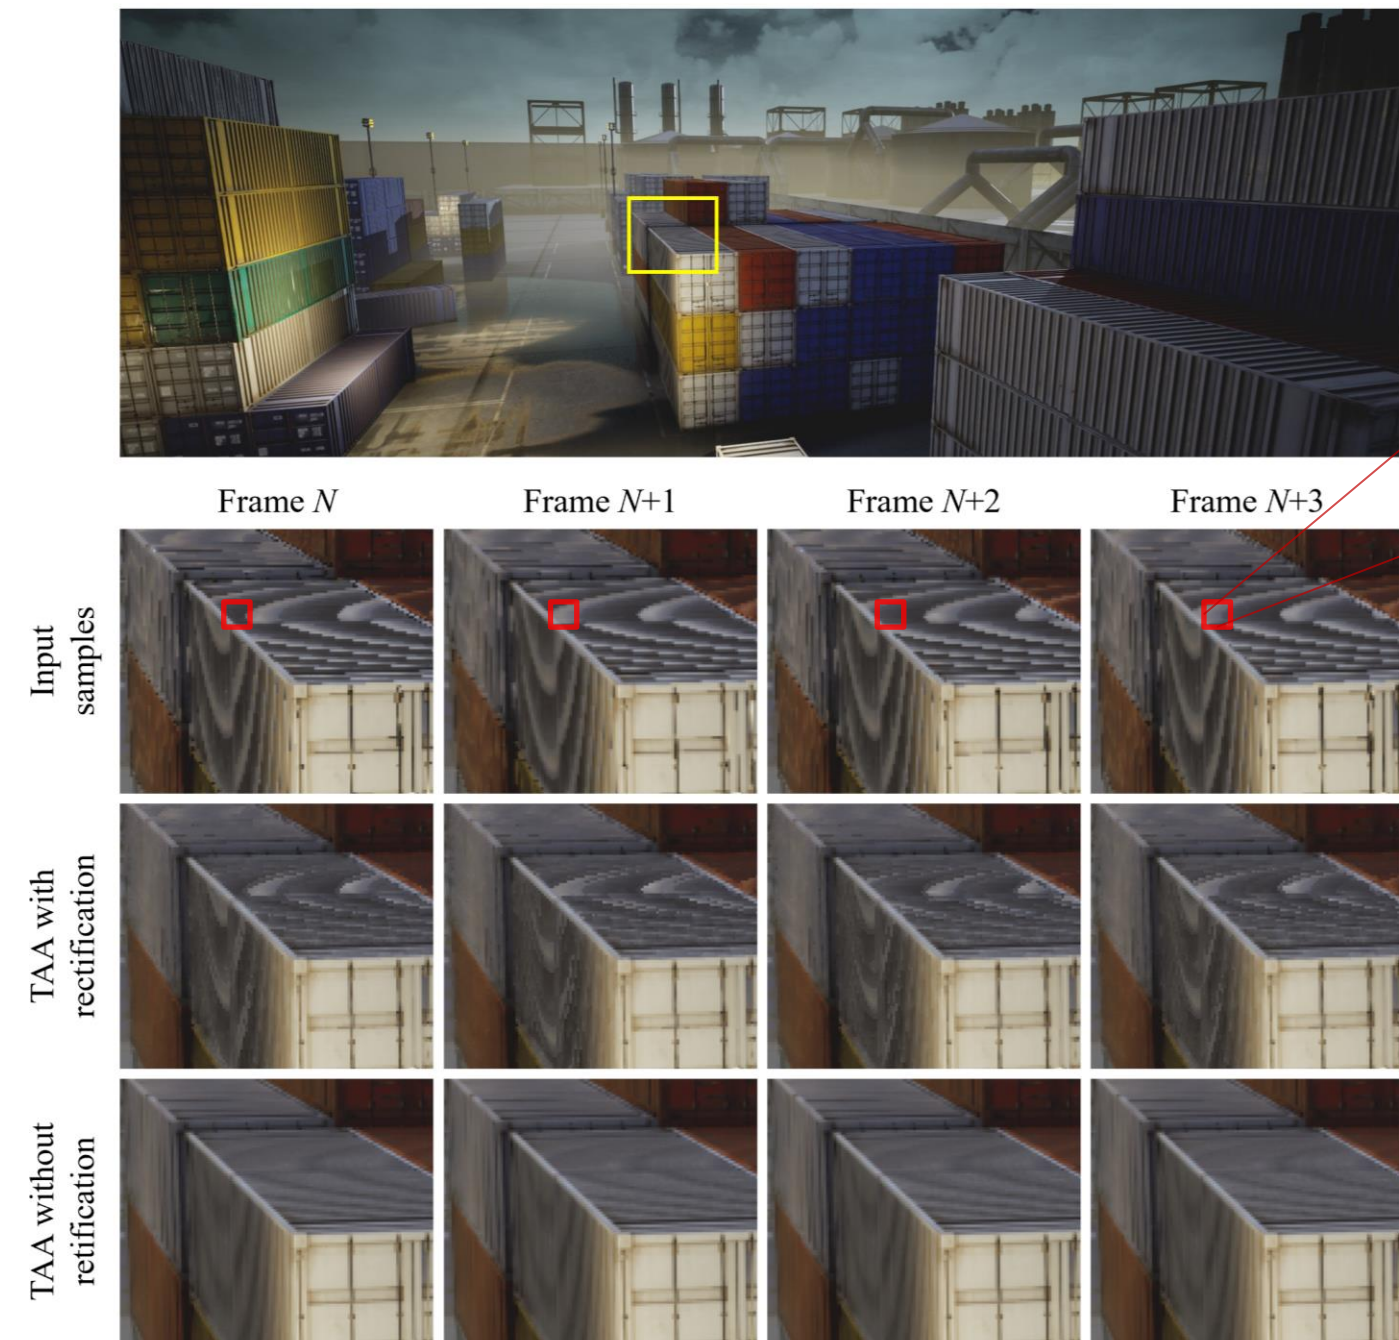 Frame N
Frame N+1
Frame N+2
Frame N+3
Input
samples
TAA with
rectification
TAA without
retification